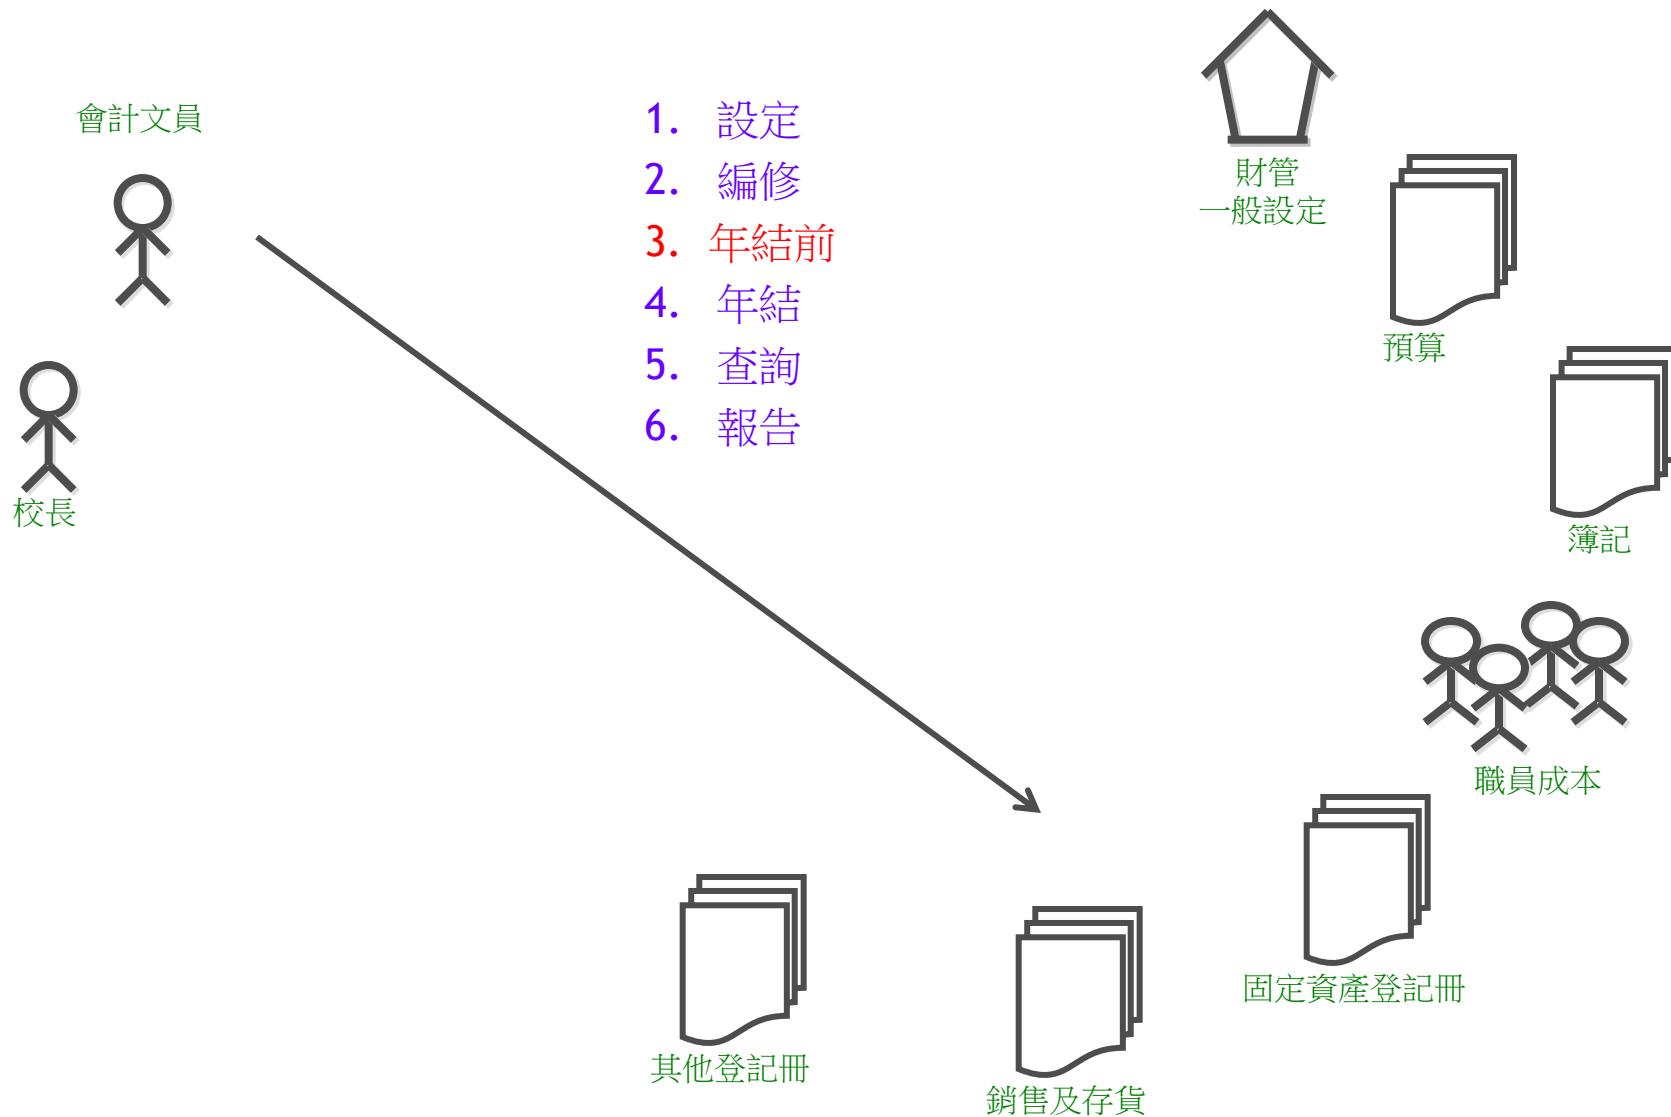 會計文員
校長
1. 設定
2. 編修
3. 年結前
4. 年結
5. 查詢
6. 報告
財管
一般設定
預算
簿記
職員成本
固定資產登記冊
其他登記冊
銷售及存貨